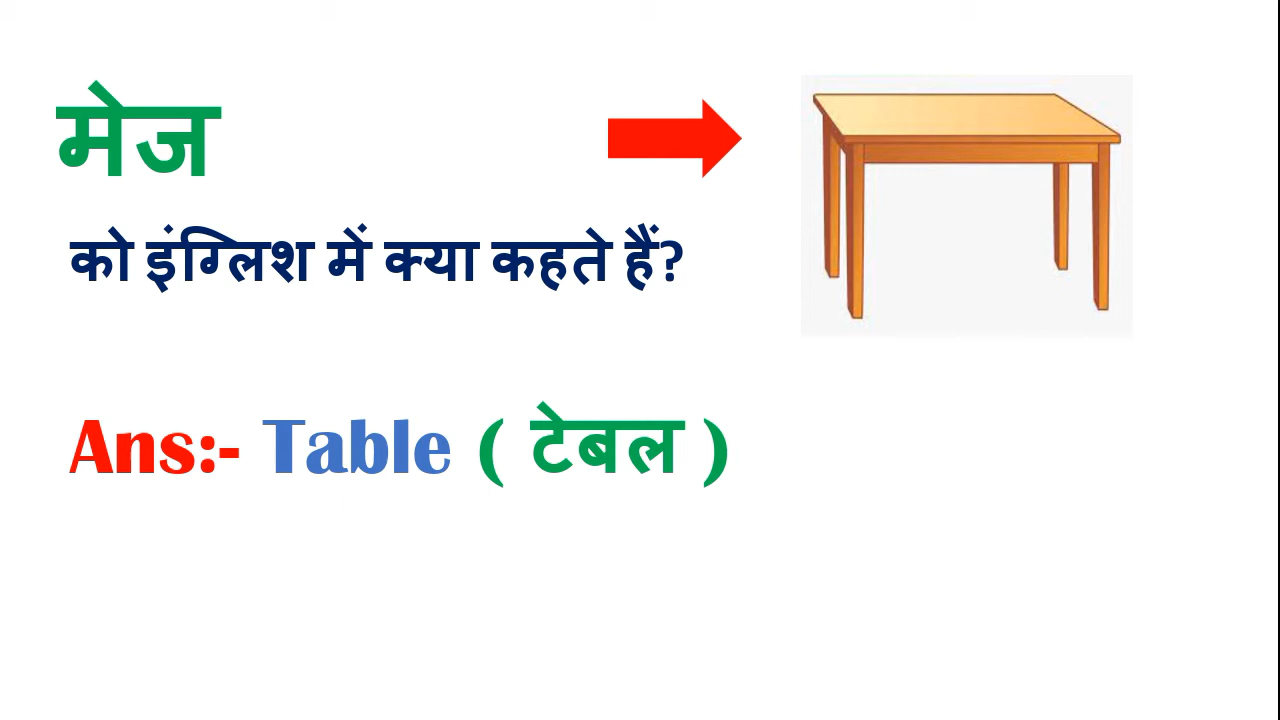 मेज
को इंग्लिश में क्या कहते हैं?
Ans:- Table ( टेबल )